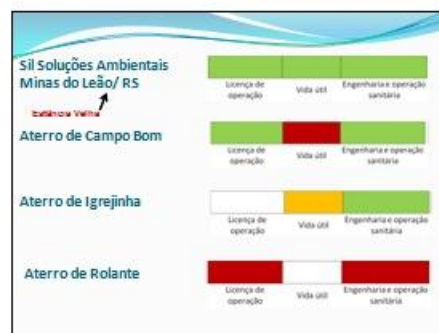 Sil Soluções Ambientais
Minas do Leão/ RS
Licença de operação
Vida útil
Engenharia e operação sanitária
Estância Velha
Aterro de Campo Bom
Licença de operação
Vida útil
Engenharia e operação sanitária
Aterro de Igrejinha
Licença de operação
Vida útil
Engenharia e operação sanitária
Aterro de Rolante
Licença de operação
Vida útil
Engenharia e operação sanitária